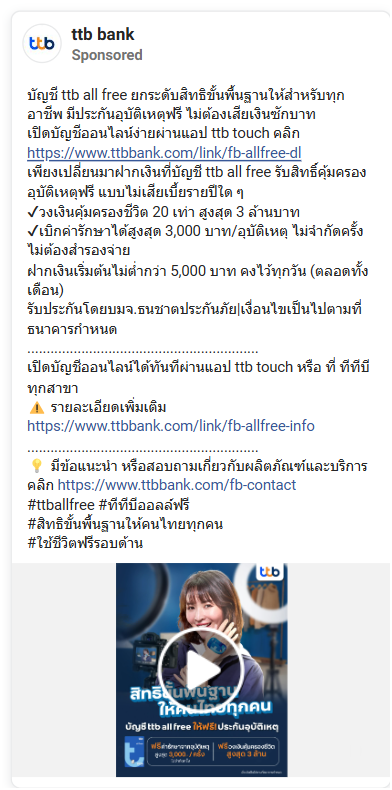 ttb
ttb bank
Sponsored
บัญชี ttb all free ยกระดับสิทธิขั้นพื้นฐานให้สำหรับทุก
อาชีพ มีประกันอุบัติเหตุฟรี ไม่ต้องเสียเงินซักบาท
เปิดบัญชีออนไลน์ง่ายผ่านแอป ttb touch คลิก
https://www.ttbbank.com/link/fb-allfree-dl
เพียงเปลี่ยนมาฝากเงินที่บัญชี ttb all free รับสิทธิ์คุ้มครอง
อุบัติเหตุฟรี แบบไม่เสียเบี้ยรายปีใด ๆ
✓วงเงินคุ้มครองชีวิต 20 เท่า สูงสุด 3 ล้านบาท
✓เบิกค่ารักษาได้สูงสุด 3,000 บาท/อุบัติเหตุ ไม่จำกัดครั้ง
ไม่ต้องสำรองจ่าย
ฝากเงินเริ่มต้นไม่ต่ำกว่า 5,000 บาท คงไว้ทุกวัน (ตลอดทั้ง
เดือน)
รับประกันโดยบมจ.ธนชาตประกันภัย|เงื่อนไขเป็นไปตามที่
ธนาคารกำหนด
............................................................
เปิดบัญชีออนไลน์ได้ทันทีผ่านแอป ttb touch หรือ ที่ ทีทีบี
ทุกสาขา
⚠️ รายละเอียดเพิ่มเติม
https://www.ttbbank.com/link/fb-allfree-info
............................................................
💡 มีข้อแนะนำ หรือสอบถามเกี่ยวกับผลิตภัณฑ์และบริการ
คลิก https://www.ttbbank.com/fb-contact
#ttballfree #ทีทีบีออลล์ฟรี
#สิทธิขั้นพื้นฐานให้คนไทยทุกคน
#ใช้ชีวิตฟรีรอบด้าน
ttb
สิทธิขั้นพื้นฐาน
ให้คนไทยทุกคน
บัญชี ttb all free ให้ฟรี! ประกันอุบัติเหตุ
ฟรี ค่ารักษาจากอุบัติเหตุ
สูงสุด 3,000.-/ครั้ง
ฟรี วงเงินคุ้มครองชีวิต
สูงสุด 3 ล้าน